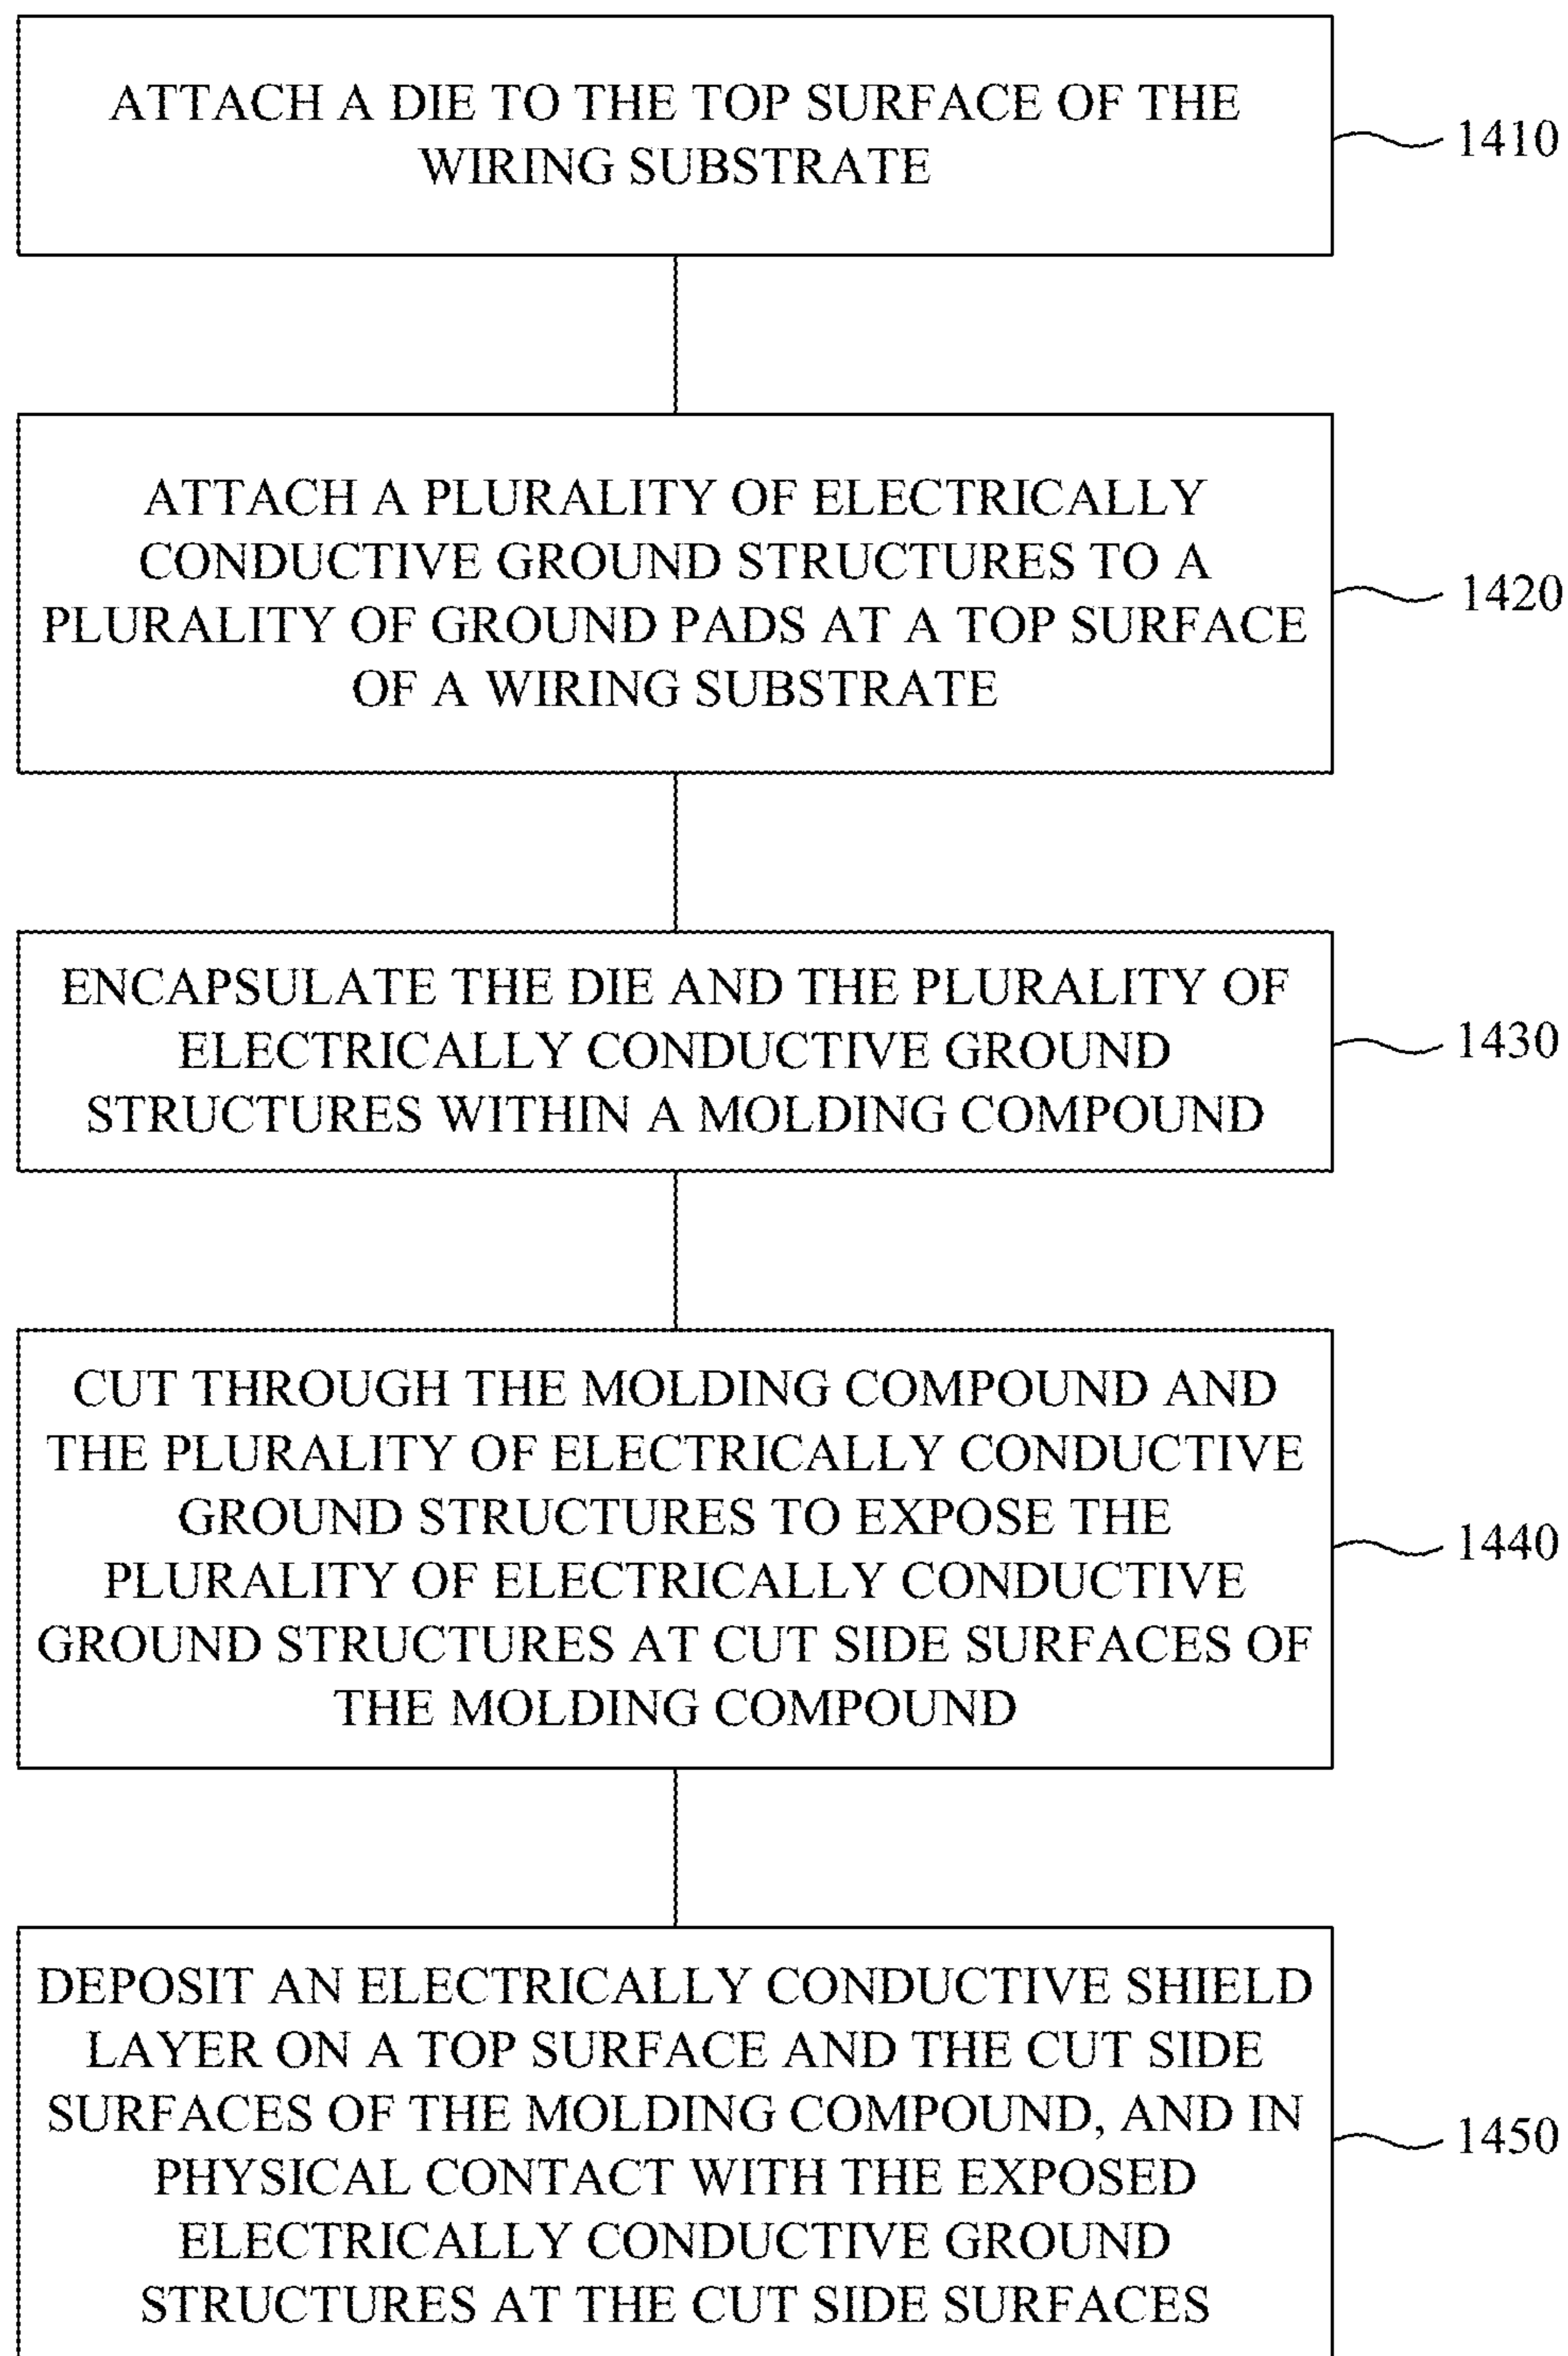 ATTACH A DIE TO THE TOP SURFACE OF THE
WIRING SUBSTRATE
1410
ATTACH A PLURALITY OF ELECTRICALLY
CONDUCTIVE GROUND STRUCTURES TO A
PLURALITY OF GROUND PADS AT A TOP SURFACE
OF A WIRING SUBSTRATE
1420
ENCAPSULATE THE DIE AND THE PLURALITY OF
ELECTRICALLY CONDUCTIVE GROUND
STRUCTURES WITHIN A MOLDING COMPOUND
1430
CUT THROUGH THE MOLDING COMPOUND AND
THE PLURALITY OF ELECTRICALLY CONDUCTIVE
GROUND STRUCTURES TO EXPOSE THE
PLURALITY OF ELECTRICALLY CONDUCTIVE
GROUND STRUCTURES AT CUT SIDE SURFACES OF
THE MOLDING COMPOUND
1440
DEPOSIT AN ELECTRICALLY CONDUCTIVE SHIELD
LAYER ON A TOP SURFACE AND THE CUT SIDE
SURFACES OF THE MOLDING COMPOUND, AND IN
PHYSICAL CONTACT WITH THE EXPOSED
ELECTRICALLY CONDUCTIVE GROUND
STRUCTURES AT THE CUT SIDE SURFACES
1450